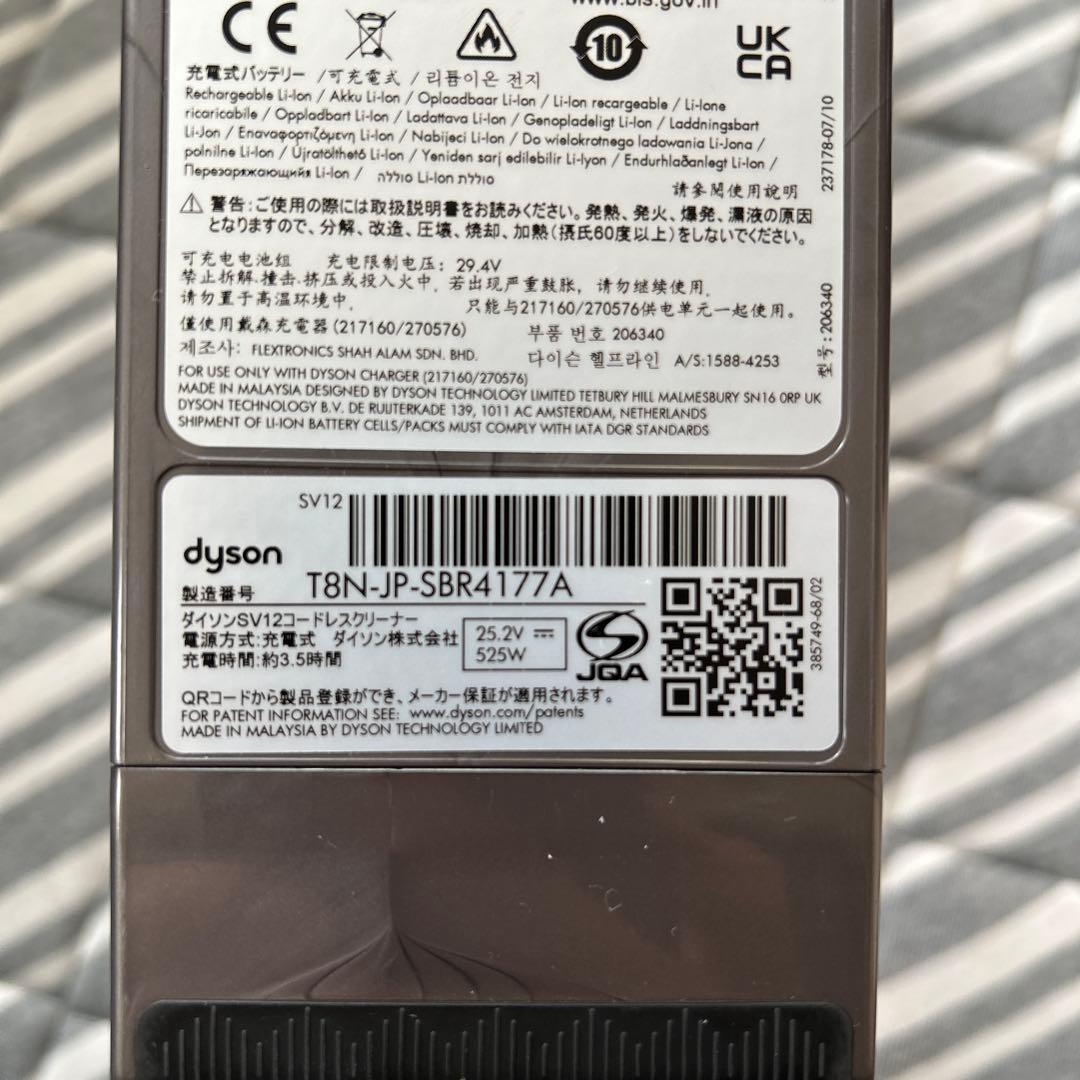 www.bis.gov.in
CE
10
UK
CA
充電式バッテリー /可充電式 / 리튬이온 전지
Rechargeable Li-Ion / Akku Li-Ion / Oplaadbaar Li-Ion / Li-Ion recargeable / Li-Ione
ricaricabile / Oppladbart Li-Ion / Ladattava Li-Ion / Genopladeligt Li-Ion / Laddningsbart
Li-Jon / Επαναφορτιζόμενη Li-Ion / Nabíjecí Li-Ion / Do wielokrotnego ladowania Li-Jona /
polnilne Li-Ion / Újratölthető Li-Ion / Yeniden sarj edilebilir Li-Iyon / Endurhlaðanlegt Li-Ion /
Перезаряжающийя Li-Ion / סוללה Li-Ion סוללות
請參閱使用說明
237178-07/10
⚠ 警告:ご使用の際には取扱説明書をお読みください。発熱、発火、爆発、漏液の原因
となりますので、分解、改造、圧壊、焼却、加熱(摂氏60度以上)をしないでください。
可充电电池组 充电限制电压: 29.4V
禁止拆解.撞击.挤压或投入火中，若出现严重鼓胀，请勿继续使用，
请勿置于高温环境中， 只能与217160/270576供电单元一起使用。
僅使用戴森充電器 (217160/270576) 부품 번호 206340
제조사: FLEXTRONICS SHAH ALAM SDN. BHD. 다이슨 헬프라인 A/S:1588-4253
型号:206340
FOR USE ONLY WITH DYSON CHARGER (217160/270576)
MADE IN MALAYSIA DESIGNED BY DYSON TECHNOLOGY LIMITED TETBURY HILL MALMESBURY SN16 0RP UK
DYSON TECHNOLOGY B.V. DE RUIJTERKADE 139, 1011 AC AMSTERDAM, NETHERLANDS
SHIPMENT OF LI-ION BATTERY CELLS/PACKS MUST COMPLY WITH IATA DGR STANDARDS
SV12
dyson
製造番号 T8N-JP-SBR4177A
ダイソンSV12コードレスクリーナー
電源方式:充電式 ダイソン株式会社
充電時間:約3.5時間
25.2V
525W
JQA
385749-68/02
QRコードから製品登録ができ、メーカー保証が適用されます。
FOR PATENT INFORMATION SEE: www.dyson.com/patents
MADE IN MALAYSIA BY DYSON TECHNOLOGY LIMITED